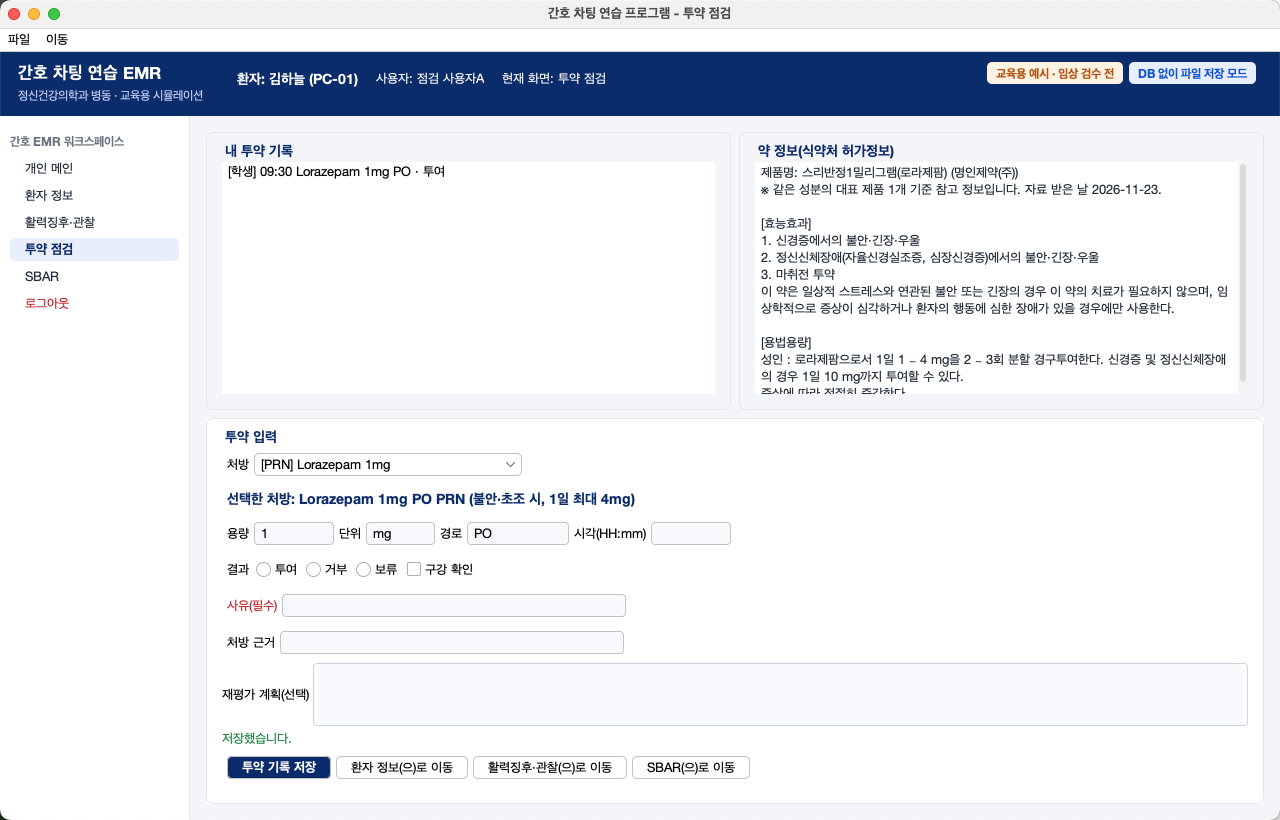 간호 차팅 연습 프로그램 - 투약 점검
파일 이동
간호 차팅 연습 EMR
정신건강의학과 병동 · 교육용 시뮬레이션
환자: 김하늘 (PC-01) 사용자: 점검 사용자A 현재 화면: 투약 점검
교육용 예시 · 임상 검수 전
DB 없이 파일 저장 모드
간호 EMR 워크스페이스
개인 메인
환자 정보
활력징후·관찰
투약 점검
SBAR
로그아웃
내 투약 기록
[학생] 09:30 Lorazepam 1mg PO · 투여
약 정보(식약처 허가정보)
제품명: 스리반정1밀리그램(로라제팜) (명인제약(주))
※ 같은 성분의 대표 제품 1개 기준 참고 정보입니다. 자료 받은 날 2026-11-23.
[효능효과]
1. 신경증에서의 불안·긴장·우울
2. 정신신체장애(자율신경실조증, 심장신경증)에서의 불안·긴장·우울
3. 마취전 투약
이 약은 일상적 스트레스와 연관된 불안 또는 긴장의 경우 이 약의 치료가 필요하지 않으며, 임
상학적으로 증상이 심각하거나 환자의 행동에 심한 장애가 있을 경우에만 사용한다.
[용법용량]
성인 : 로라제팜으로서 1일 1 ~ 4 mg을 2 ~ 3회 분할 경구투여한다. 신경증 및 정신신체장애
의 경우 1일 10 mg까지 투여할 수 있다.
증상에 따라 적절히 증감한다
투약 입력
처방 [PRN] Lorazepam 1mg
선택한 처방: Lorazepam 1mg PO PRN (불안·초조 시, 1일 최대 4mg)
용량 1 단위 mg 경로 PO 시각(HH:mm)
결과 투여 거부 보류 구강 확인
사유(필수)
처방 근거
재평가 계획(선택)
저장했습니다.
투약 기록 저장 환자 정보(으)로 이동 활력징후·관찰(으)로 이동 SBAR(으)로 이동